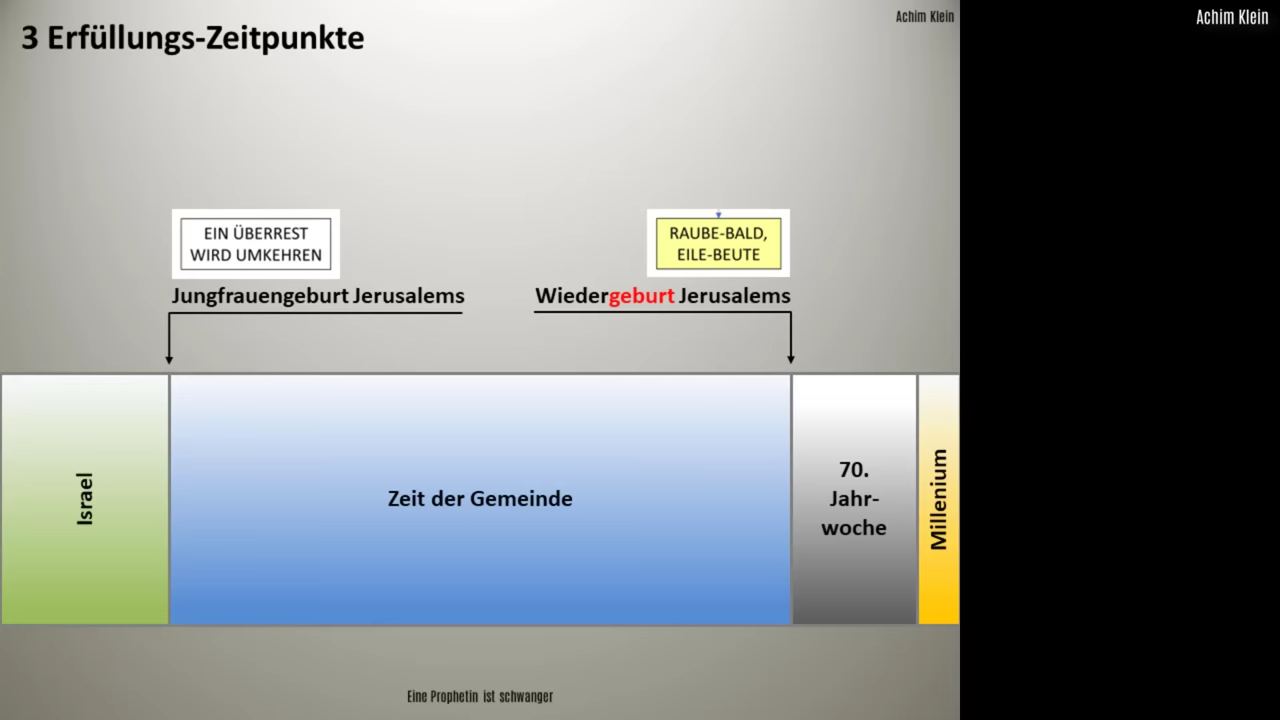 3 Erfüllungs-Zeitpunkte
Achim Klein
Achim Klein
EIN ÜBERREST
WIRD UMKEHREN
RAUBE-BALD,
EILE-BEUTE
Jungfrauengeburt Jerusalems
Wiedergeburt Jerusalems
Israel
Zeit der Gemeinde
70.
Jahr-
woche
Millenium
Eine Prophetin ist schwanger